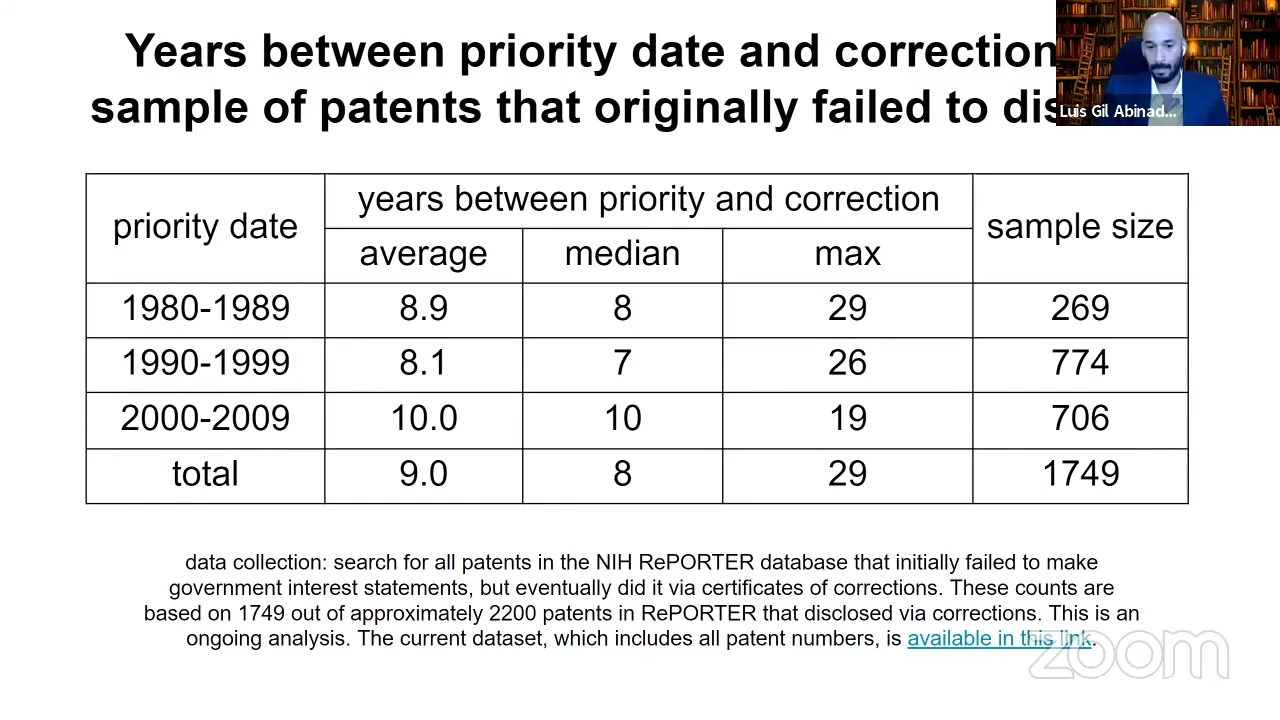 Years between priority date and correction
sample of patents that originally failed to dis
Luis Gil Abinad...
priority date
years between priority and correction
sample size
average
median
max
1980-1989 8.9 8 29 269
1990-1999 8.1 7 26 774
2000-2009 10.0 10 19 706
total 9.0 8 29 1749
data collection: search for all patents in the NIH RePORTER database that initially failed to make
government interest statements, but eventually did it via certificates of corrections. These counts are
based on 1749 out of approximately 2200 patents in RePORTER that disclosed via corrections. This is an
ongoing analysis. The current dataset, which includes all patent numbers, is available in this link.
zoom